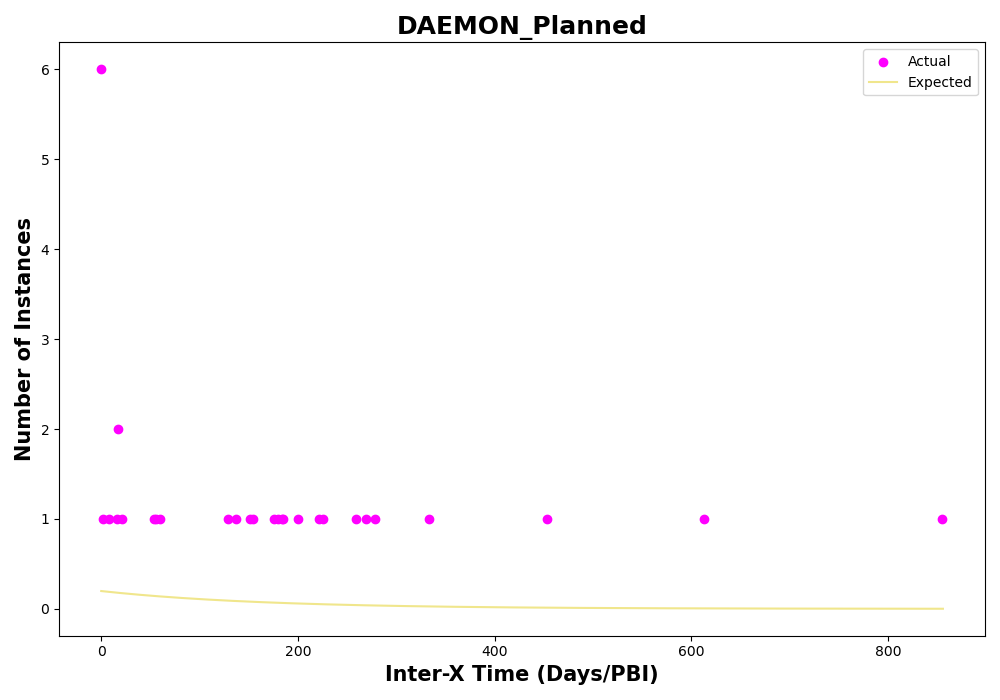 DAEMON_Planned
Actual
Expected
6
5
4
3
2
1
0
Number of Instances
0 200 400 600 800
Inter-X Time (Days/PBI)